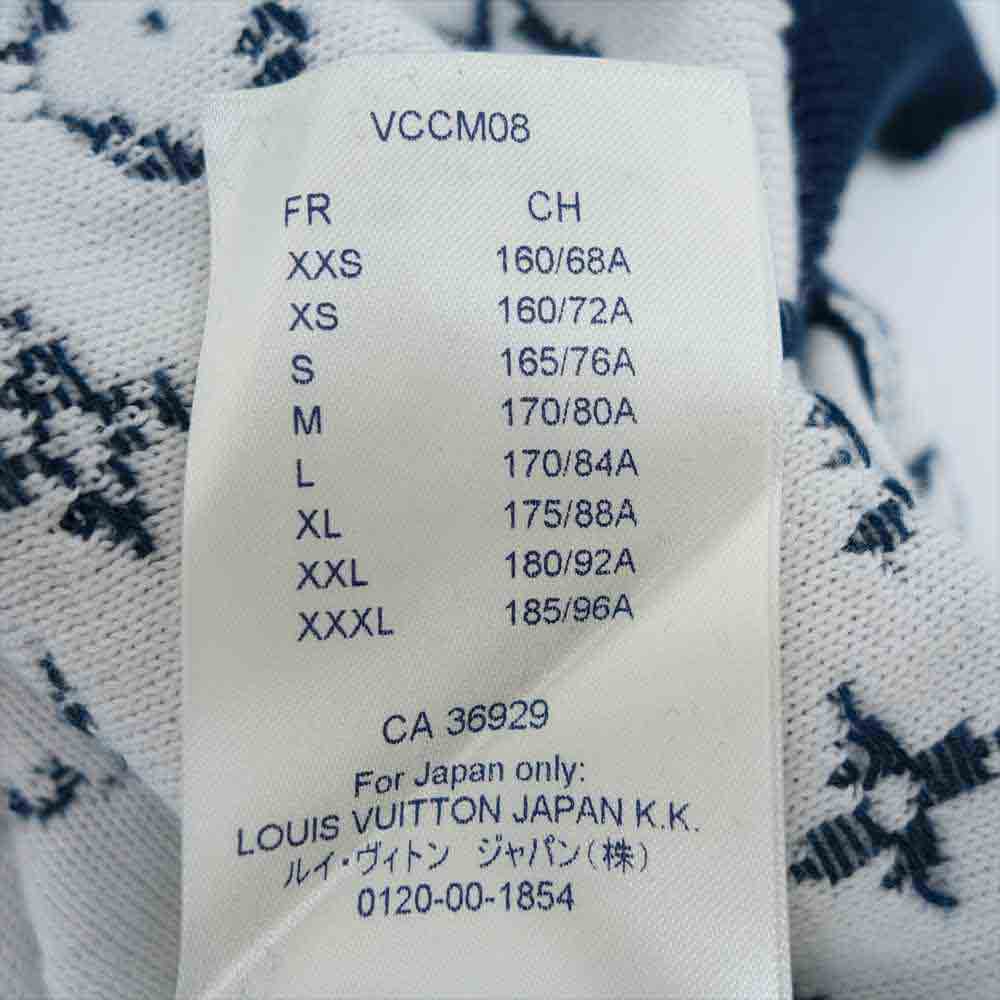 VCCM08
FR CH
XXS 160/68A
XS 160/72A
S 165/76A
M 170/80A
L 170/84A
XL 175/88A
XXL 180/92A
XXXL 185/96A
CA 36929
For Japan only:
LOUIS VUITTON JAPAN K.K.
ルイ・ヴィトン ジャパン(株)
0120-00-1854